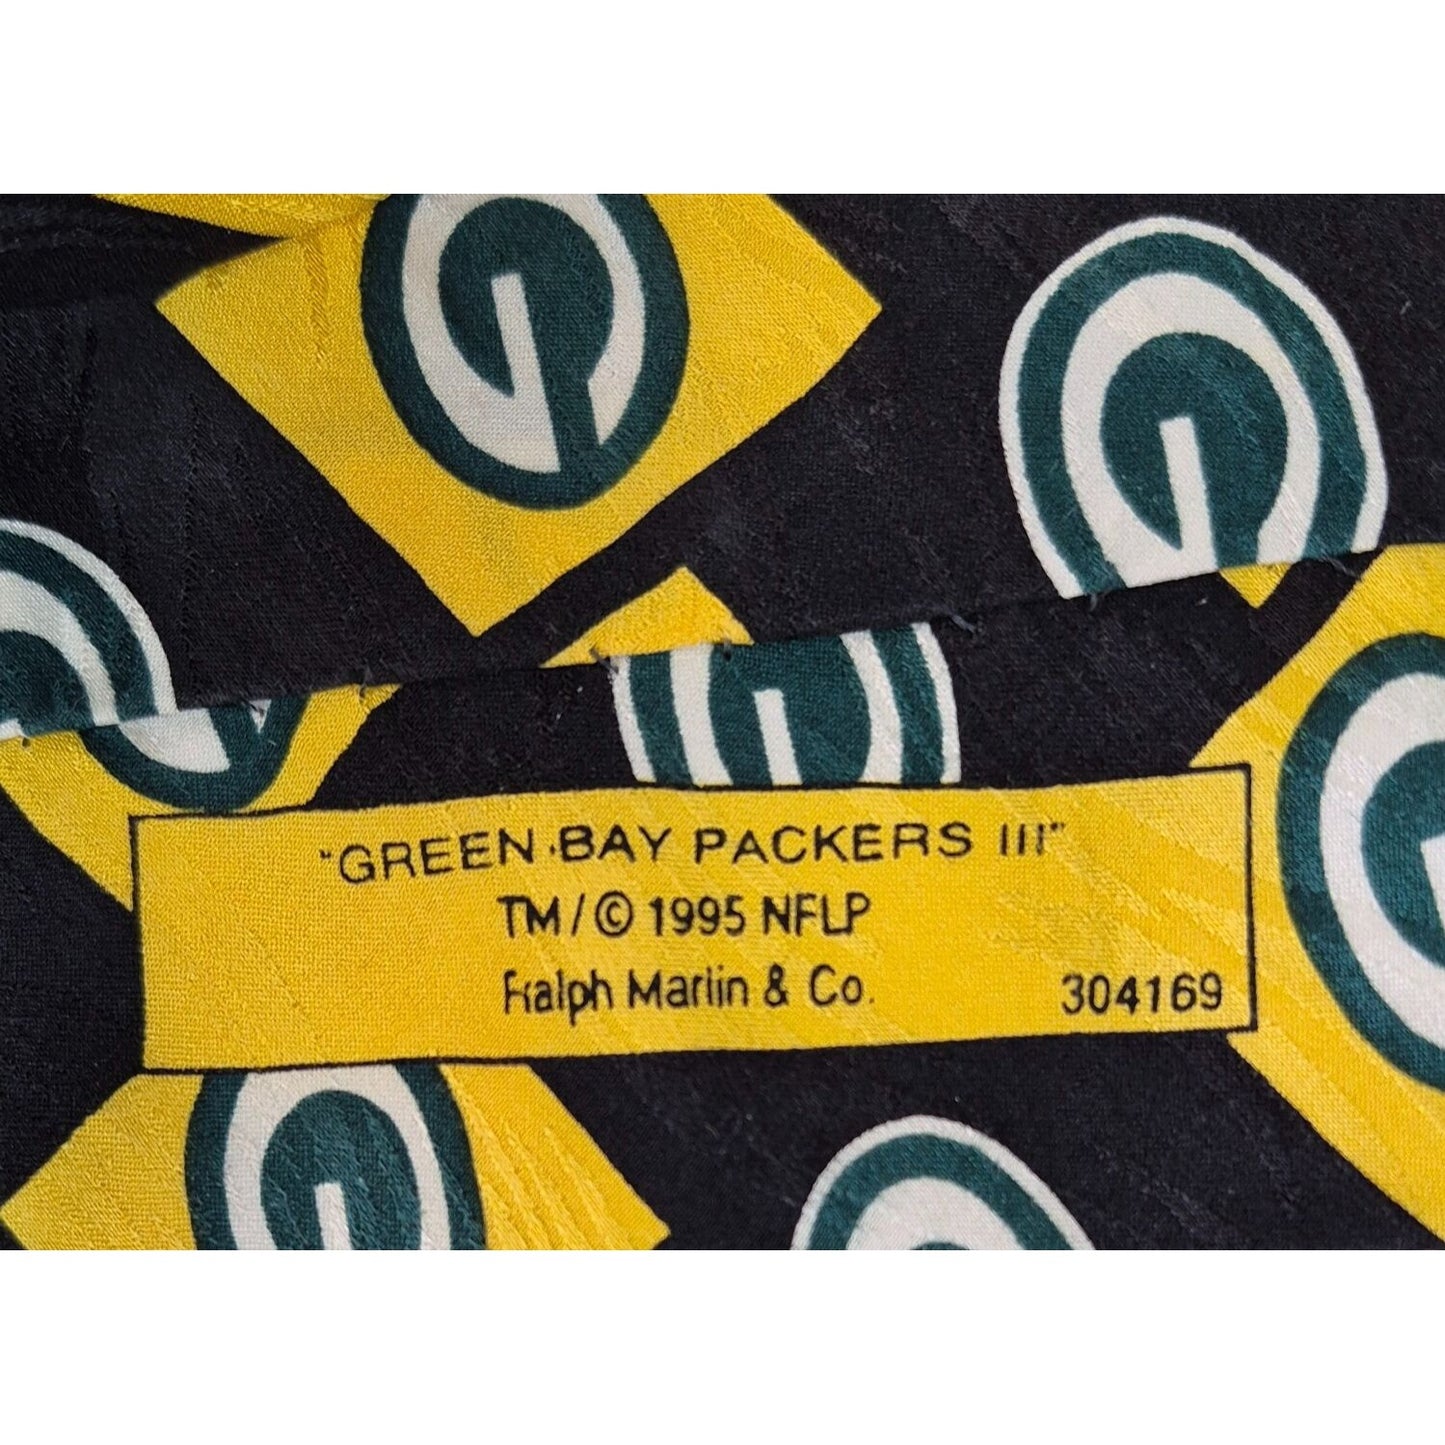 "GREEN BAY PACKERS III"
TM/© 1995 NFLP
Ralph Marlin & Co. 304169